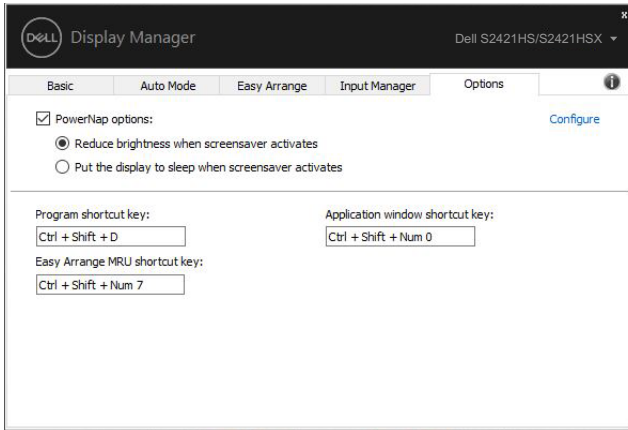 x
DELL Display Manager
Dell S2421HS/S2421HSX
Basic Auto Mode Easy Arrange Input Manager Options
PowerNap options: Configure
Reduce brightness when screensaver activates
Put the display to sleep when screensaver activates
Program shortcut key: Application window shortcut key:
Ctrl + Shift + D Ctrl + Shift + Num 0
Easy Arrange MRU shortcut key:
Ctrl + Shift + Num 7